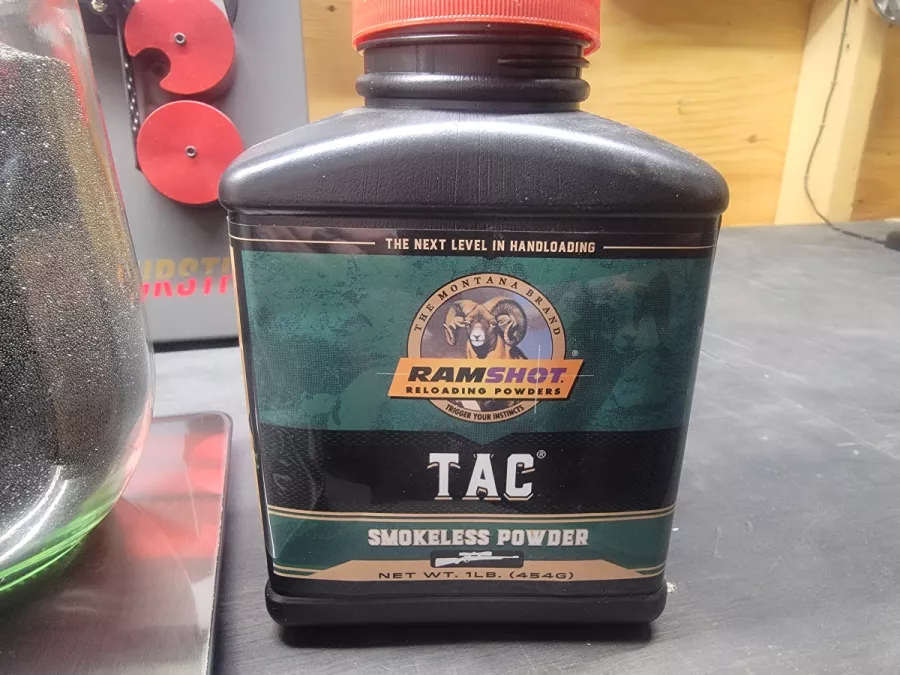 THE NEXT LEVEL IN HANDLOADING
THE MONTANA BRAND
RAMSHOT®
RELOADING POWDERS
TRIGGER YOUR INSTINCTS
TAC®
SMOKELESS POWDER
NET WT. 1LB. (454G)